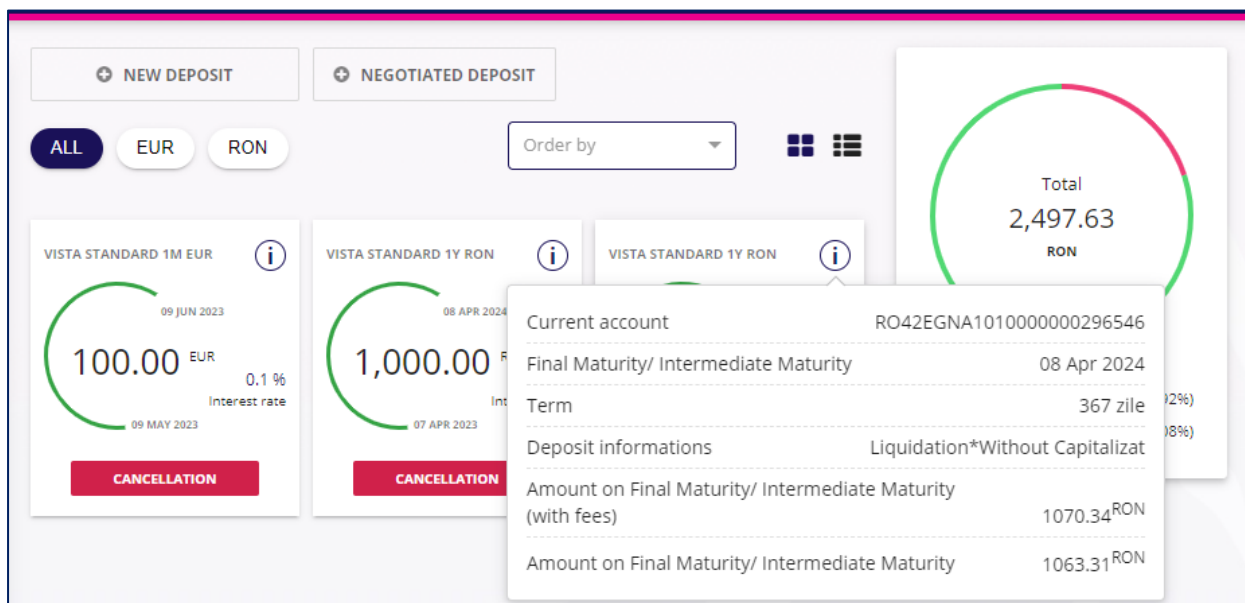 NEW DEPOSIT
NEGOTIATED DEPOSIT
ALL
EUR
RON
Order by
Total
2,497.63
RON
VISTA STANDARD 1M EUR
i
09 JUN 2023
100.00 EUR
0.1 %
Interest rate
09 MAY 2023
CANCELLATION
VISTA STANDARD 1Y RON
i
08 APR 2024
1,000.00
07 APR 2023
CANCELLATION
VISTA STANDARD 1Y RON
i
Current account RO42EGNA1010000000296546
Final Maturity/ Intermediate Maturity 08 Apr 2024
Term 367 zile
Deposit informations Liquidation*Without Capitalizat
Amount on Final Maturity/ Intermediate Maturity
(with fees) 1070.34 RON
Amount on Final Maturity/ Intermediate Maturity 1063.31 RON